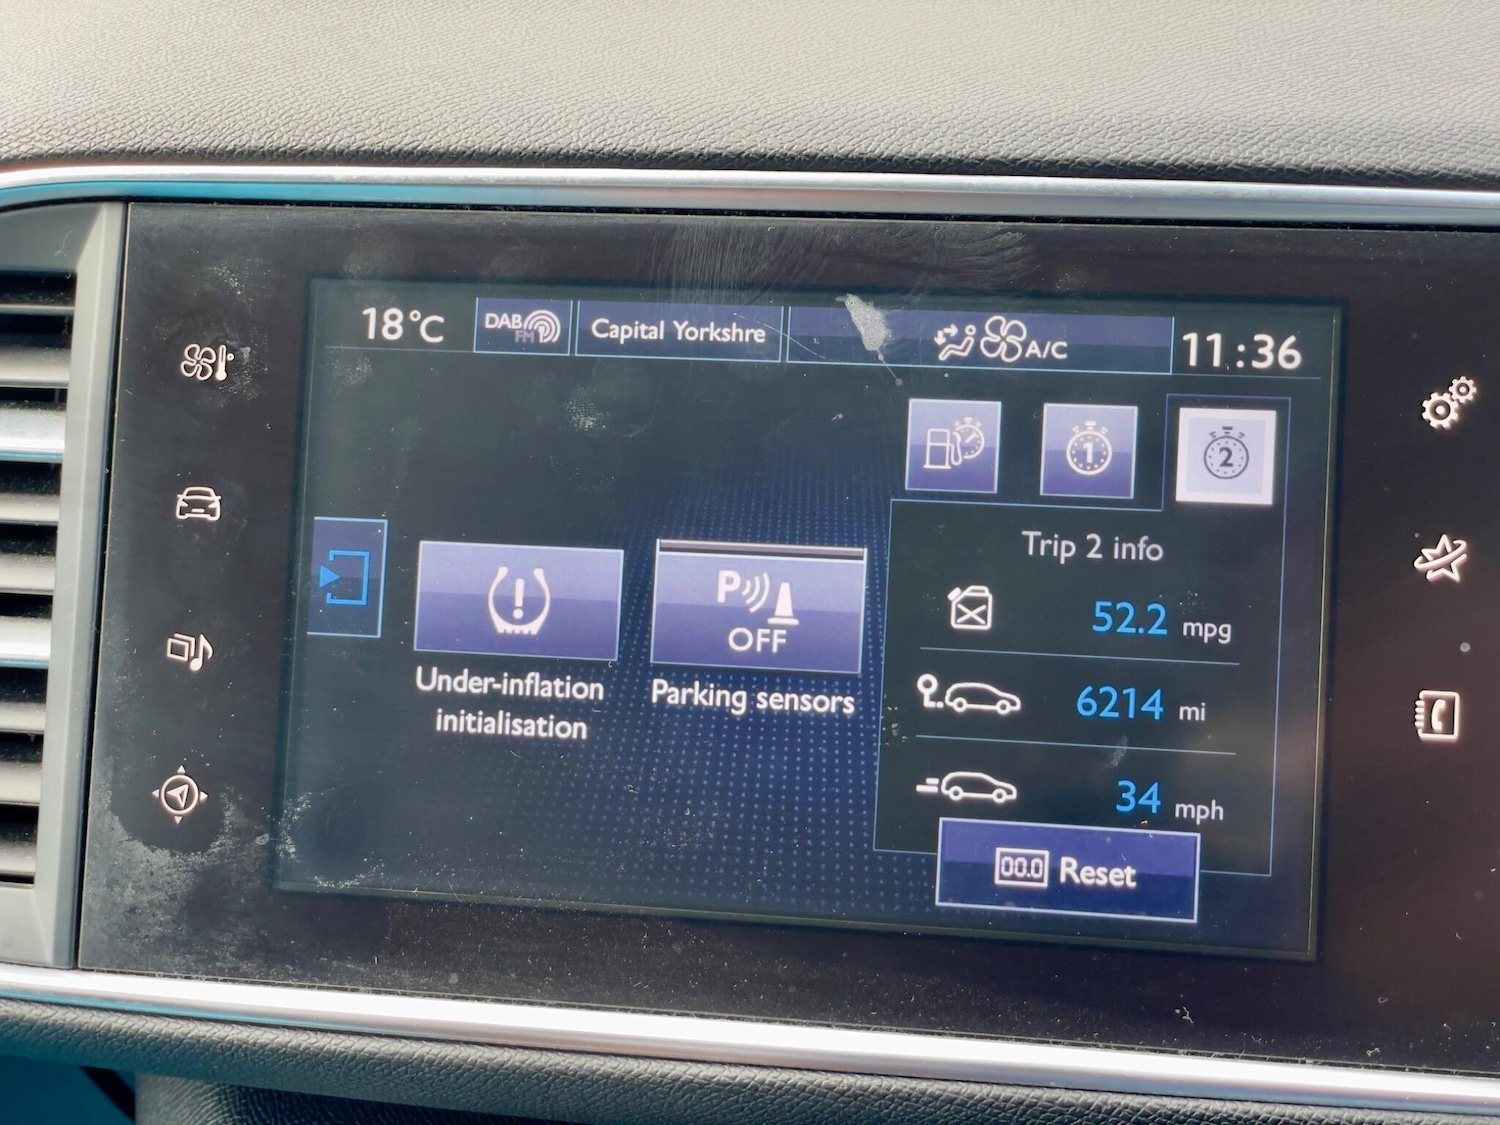 18°C
DAB
FM
Capital Yorkshre
A/C
11:36
1
2
Trip 2 info
52.2 mpg
6214 mi
34 mph
P
OFF
Under-inflation
initialisation
Parking sensors
00.0 Reset